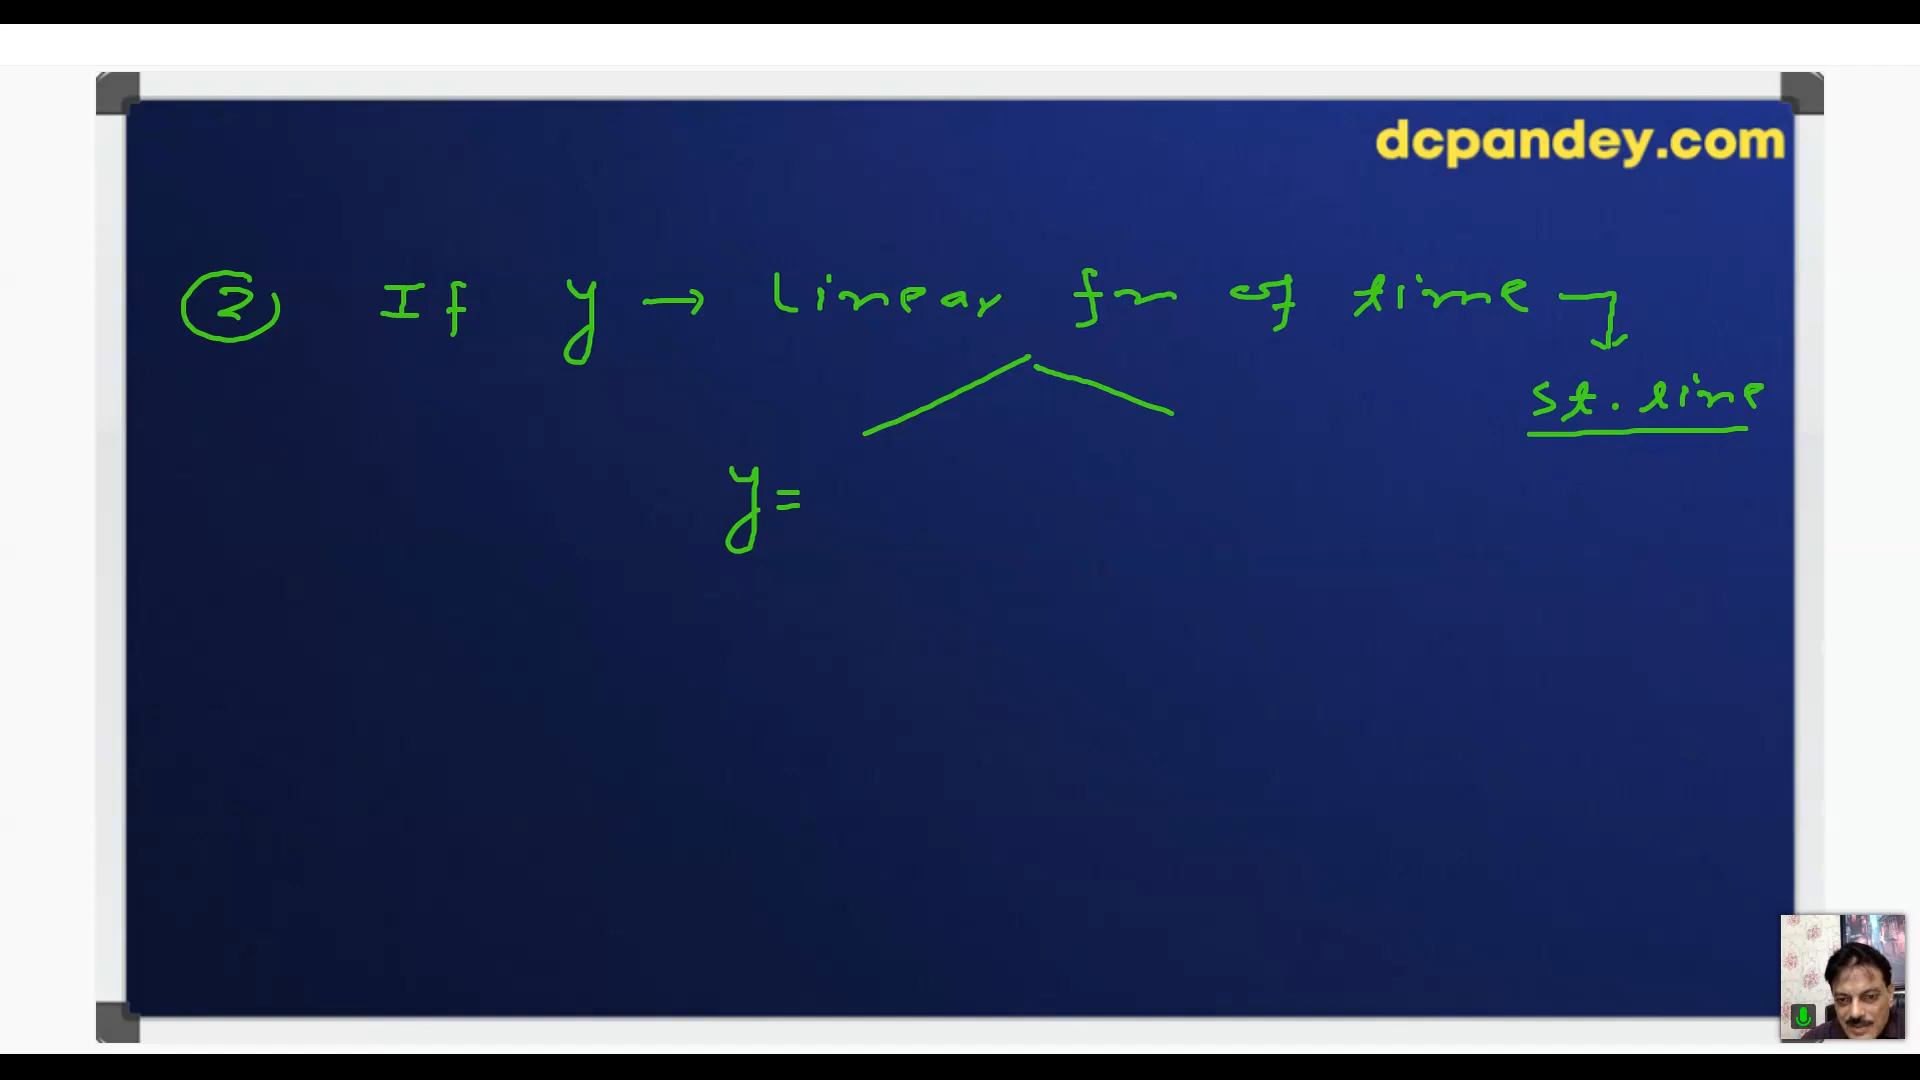 dcpandey.com
② If y → Linear fn of time
st. line
y =